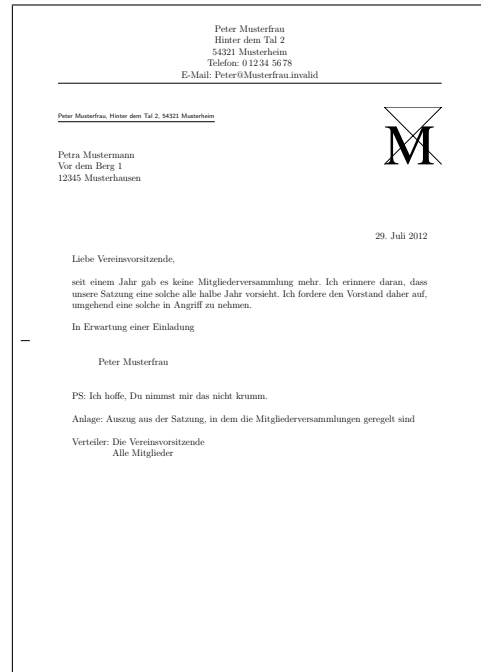 Peter Musterfrau
Hinter dem Tal 2
54321 Musterheim
Telefon: 0 12 34 56 78
E-Mail: Peter@Musterfrau.invalid
Peter Musterfrau, Hinter dem Tal 2, 54321 Musterheim
M
Petra Mustermann
Vor dem Berg 1
12345 Musterhausen
29. Juli 2012
Liebe Vereinsvorsitzende,
seit einem Jahr gab es keine Mitgliederversammlung mehr. Ich erinnere daran, dass
unsere Satzung eine solche alle halbe Jahr vorsieht. Ich fordere den Vorstand daher auf,
umgehend eine solche in Angriff zu nehmen.
In Erwartung einer Einladung
Peter Musterfrau
PS: Ich hoffe, Du nimmst mir das nicht krumm.
Anlage: Auszug aus der Satzung, in dem die Mitgliederversammlungen geregelt sind
Verteiler: Die Vereinsvorsitzende
Alle Mitglieder